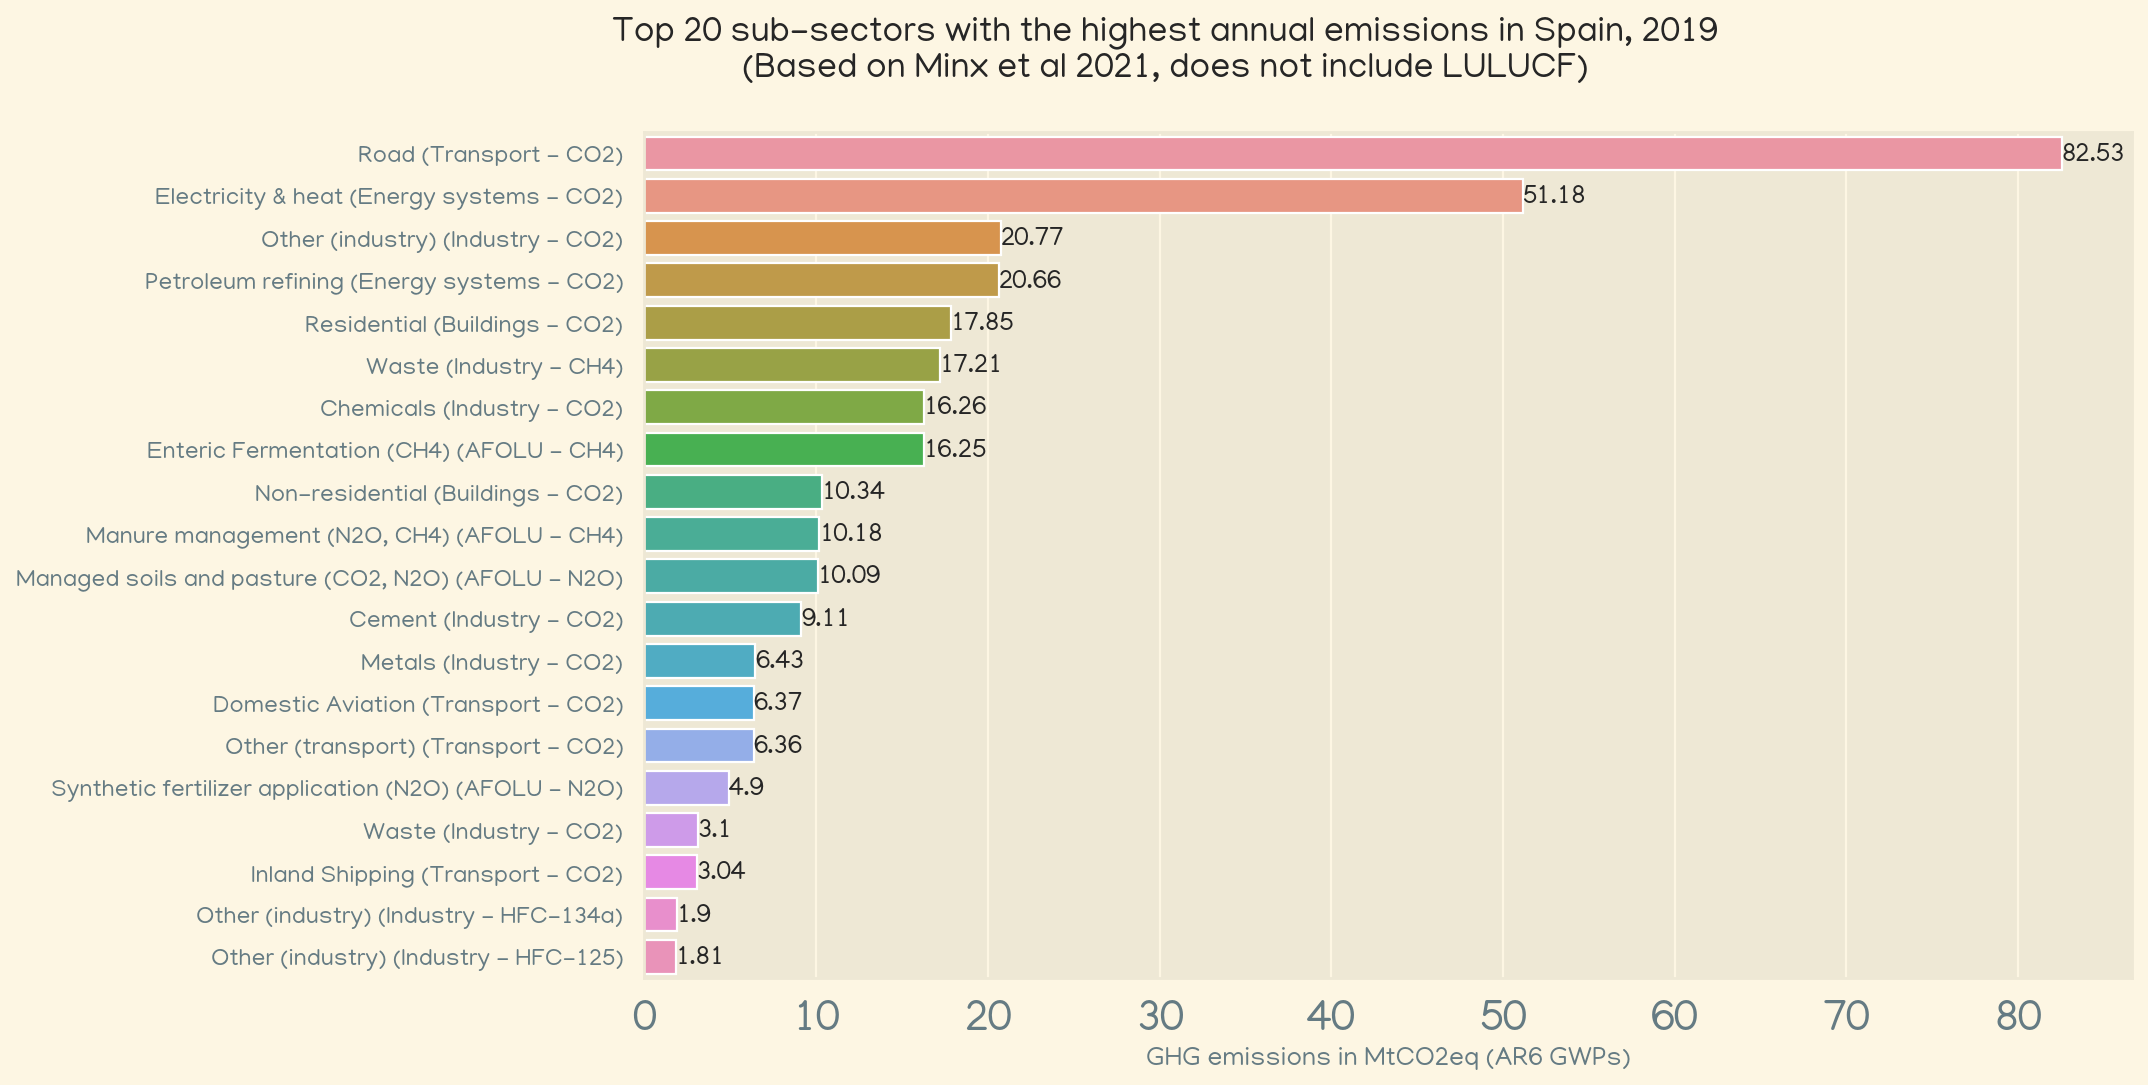 Top 20 sub-sectors with the highest annual emissions in Spain, 2019
(Based on Minx et al 2021, does not include LULUCF)
Road (Transport - CO2) 82.53
Electricity & heat (Energy systems - CO2) 51.18
Other (industry) (Industry - CO2) 20.77
Petroleum refining (Energy systems - CO2) 20.66
Residential (Buildings - CO2) 17.85
Waste (Industry - CH4) 17.21
Chemicals (Industry - CO2) 16.26
Enteric Fermentation (CH4) (AFOLU - CH4) 16.25
Non-residential (Buildings - CO2) 10.34
Manure management (N2O, CH4) (AFOLU - CH4) 10.18
Managed soils and pasture (CO2, N2O) (AFOLU - N2O) 10.09
Cement (Industry - CO2) 9.11
Metals (Industry - CO2) 6.43
Domestic Aviation (Transport - CO2) 6.37
Other (transport) (Transport - CO2) 6.36
Synthetic fertilizer application (N2O) (AFOLU - N2O) 4.9
Waste (Industry - CO2) 3.1
Inland Shipping (Transport - CO2) 3.04
Other (industry) (Industry - HFC-134a) 1.9
Other (industry) (Industry - HFC-125) 1.81
0 10 20 30 40 50 60 70 80
GHG emissions in MtCO2eq (AR6 GWPs)